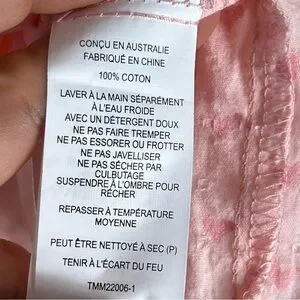 CONÇU EN AUSTRALIE
FABRIQUÉ EN CHINE
100% COTON
LAVER À LA MAIN SÉPARÉMENT
À L'EAU FROIDE
AVEC UN DÉTERGENT DOUX
NE PAS FAIRE TREMPER
NE PAS ESSORER OU FROTTER
NE PAS JAVELLISER
NE PAS SÉCHER PAR
CULBUTAGE
SUSPENDRE À L'OMBRE POUR
RÉCHER
REPASSER À TEMPÉRATURE
MOYENNE
PEUT ÊTRE NETTOYÉ À SEC (P)
TENIR À L'ÉCART DU FEU
TMM22006-1